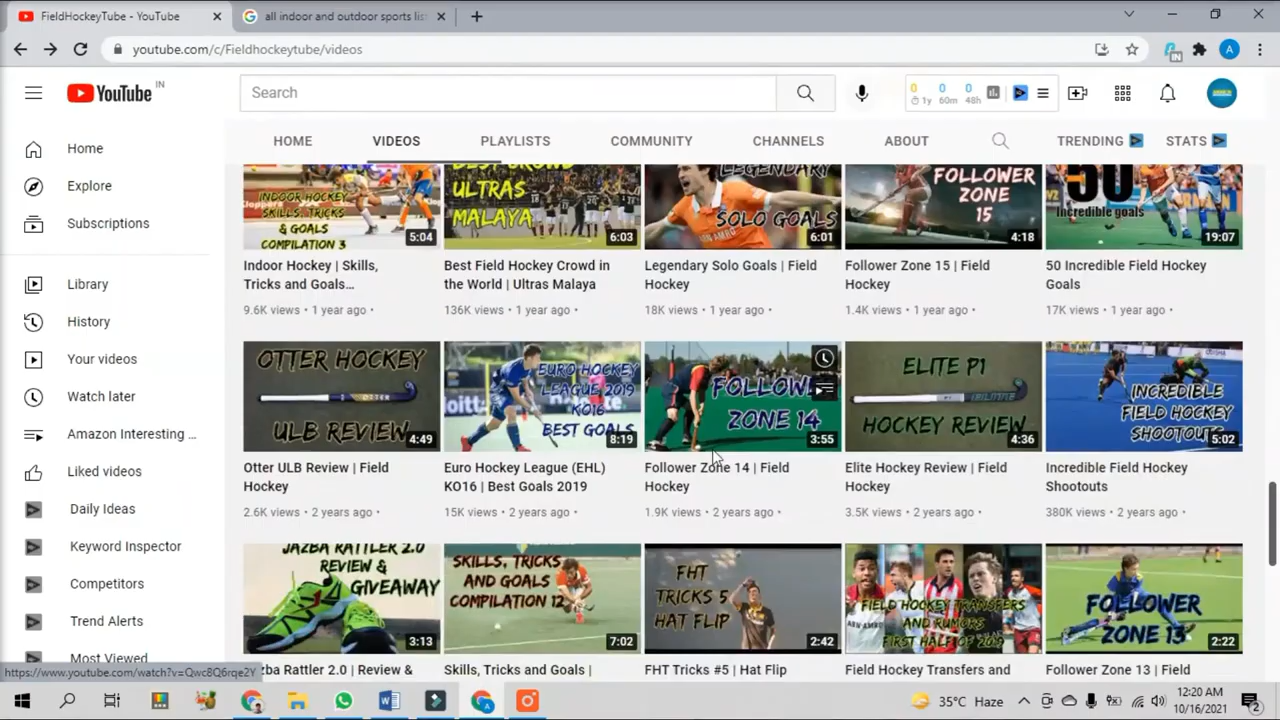 FieldHockeyTube - YouTube
all indoor and outdoor sports lis
youtube.com/c/Fieldhockeytube/videos
YouTube IN
Search
0 0 0
1y 60m 48h
HOME VIDEOS PLAYLISTS COMMUNITY CHANNELS ABOUT TRENDING STATS
Home
Explore
Subscriptions
Library
History
Your videos
Watch later
Amazon Interesting ...
Liked videos
Daily Ideas
Keyword Inspector
Competitors
Trend Alerts
Most Viewed
INDOOR HOCKEY
SKILLS, TRICKS
& GOALS
COMPILATION 3
5:04
Indoor Hockey | Skills,
Tricks and Goals...
9.6K views • 1 year ago •
BEST CROWD
ULTRAS
MALAYA
6:03
Best Field Hockey Crowd in
the World | Ultras Malaya
136K views • 1 year ago •
LEGENDARY
SOLO GOALS
6:01
Legendary Solo Goals | Field
Hockey
18K views • 1 year ago •
FOLLOWER
ZONE
15
4:18
Follower Zone 15 | Field
Hockey
1.4K views • 1 year ago •
50
Incredible goals
19:07
50 Incredible Field Hockey
Goals
17K views • 1 year ago •
OTTER HOCKEY
ULB REVIEW
4:49
Otter ULB Review | Field
Hockey
2.6K views • 2 years ago •
EURO HOCKEY
LEAGUE 2019
KO16
BEST GOALS
8:19
Euro Hockey League (EHL)
KO16 | Best Goals 2019
15K views • 2 years ago •
FOLLOWE
ZONE 14
3:55
Follower Zone 14 | Field
Hockey
1.9K views • 2 years ago •
ELITE P1
HOCKEY REVIEW
4:36
Elite Hockey Review | Field
Hockey
3.5K views • 2 years ago •
INCREDIBLE
FIELD HOCKEY
SHOOTOUTS
5:02
Incredible Field Hockey
Shootouts
380K views • 2 years ago •
JAZBA RATTLER 2.0
REVIEW &
GIVEAWAY
3:13
Jazba Rattler 2.0 | Review &
SKILLS, TRICKS
AND GOALS
COMPILATION 12
7:02
Skills, Tricks and Goals |
FHT
TRICKS 5
HAT FLIP
2:42
FHT Tricks #5 | Hat Flip
FIELD HOCKEY TRANSFERS
AND RUMORS
FIRST HALF OF 2019
Field Hockey Transfers and
FOLLOWER
ZONE 13
2:22
Follower Zone 13 | Field
https://www.youtube.com/watch?v=Qwc8Q6rqe2Y
35°C Haze
12:20 AM
10/16/2021
2